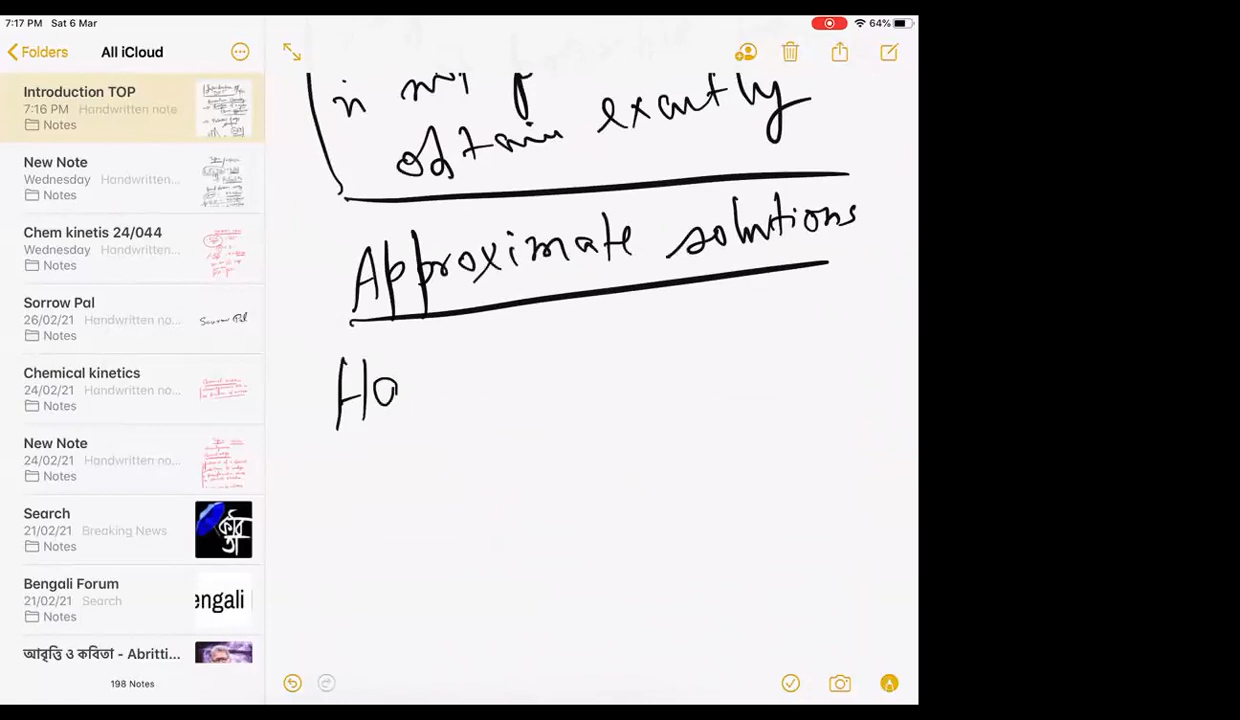 7:17 PM Sat 6 Mar
64%
Folders
All iCloud
Introduction TOP
7:16 PM Handwritten note
Notes
New Note
Wednesday Handwritten...
Notes
Chem kinetis 24/044
Wednesday Handwritten...
Notes
Sorrow Pal
26/02/21 Handwritten no...
Notes
Chemical kinetics
24/02/21 Handwritten no...
Notes
New Note
24/02/21 Handwritten no...
Notes
Search
21/02/21 Breaking News
Notes
কবি
তা
Bengali Forum
21/02/21 Search
Notes
engali
আবৃত্তি ও কবিতা - Abritti...
198 Notes
obtain exactly
Approximate solutions
Ho